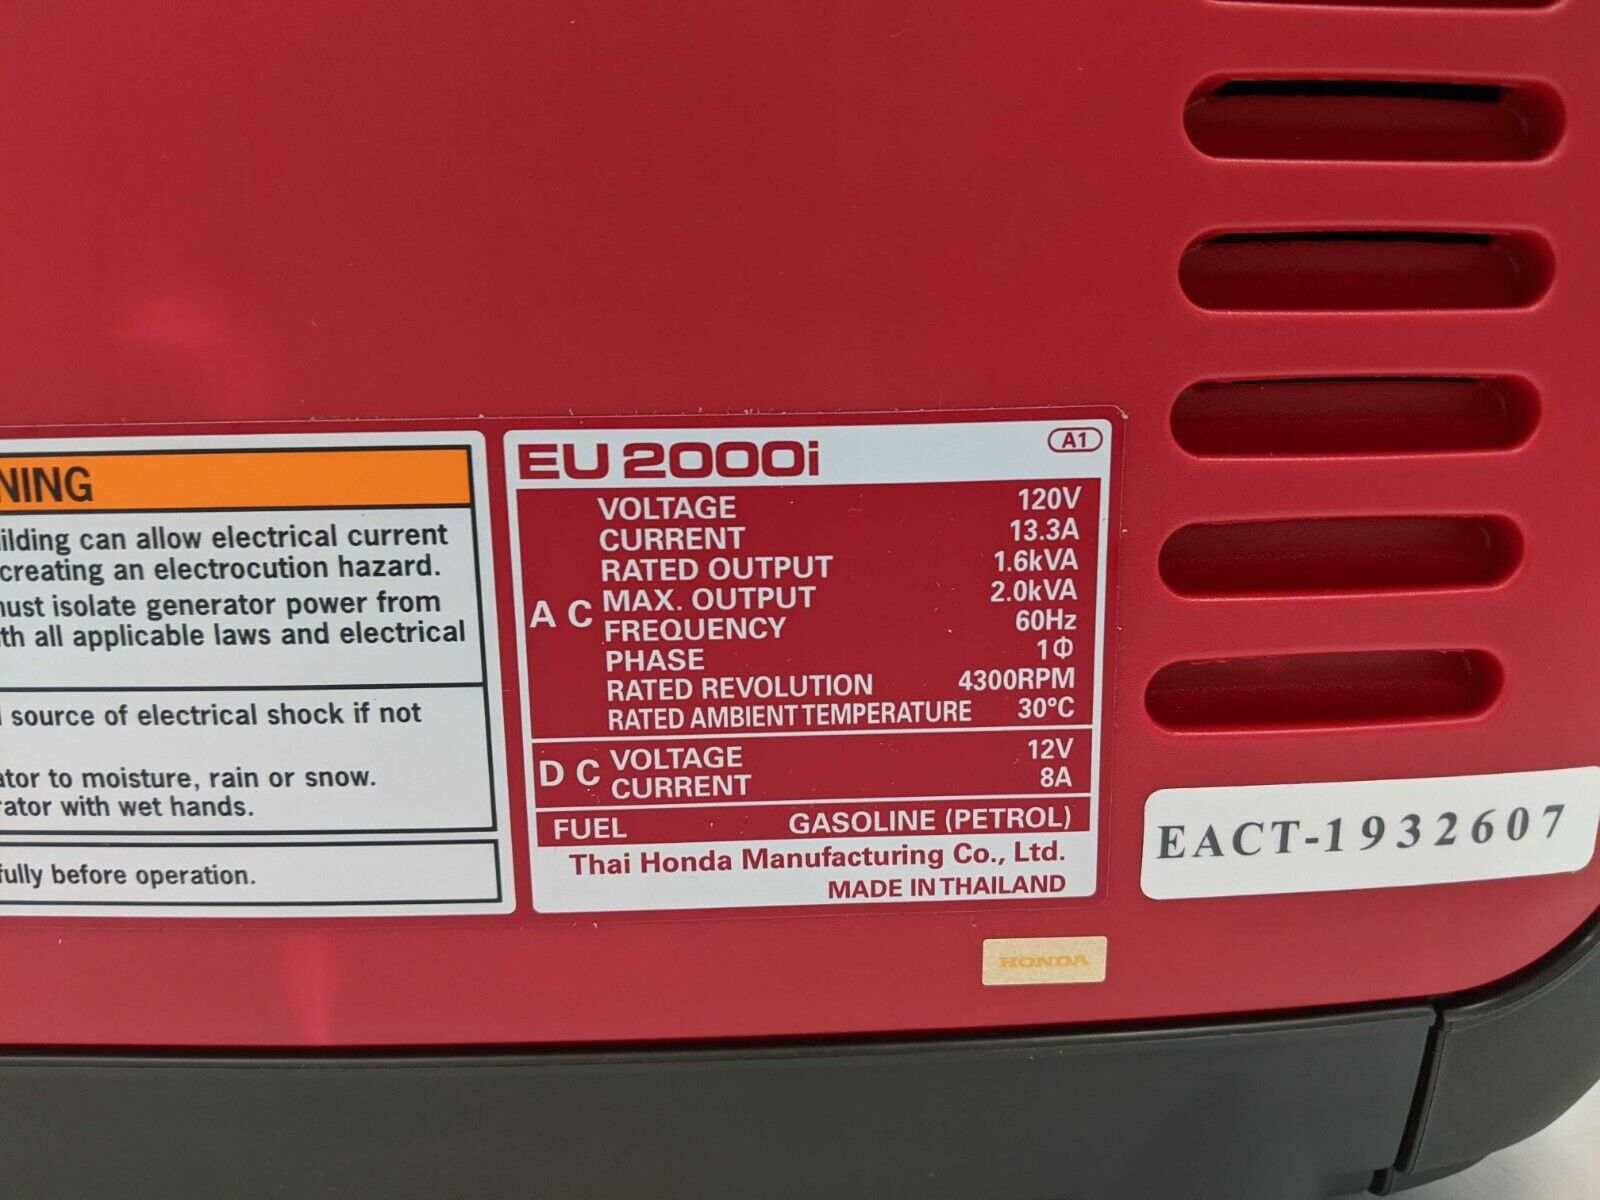 NING
ilding can allow electrical current
creating an electrocution hazard.
ust isolate generator power from
th all applicable laws and electrical
source of electrical shock if not
ator to moisture, rain or snow.
rator with wet hands.
fully before operation.
EU 2000i A1
AC
VOLTAGE 120V
CURRENT 13.3A
RATED OUTPUT 1.6kVA
MAX. OUTPUT 2.0kVA
FREQUENCY 60Hz
PHASE 1Φ
RATED REVOLUTION 4300RPM
RATED AMBIENT TEMPERATURE 30°C
DC
VOLTAGE 12V
CURRENT 8A
FUEL GASOLINE (PETROL)
Thai Honda Manufacturing Co., Ltd.
MADE IN THAILAND
EACT-1932607
HONDA